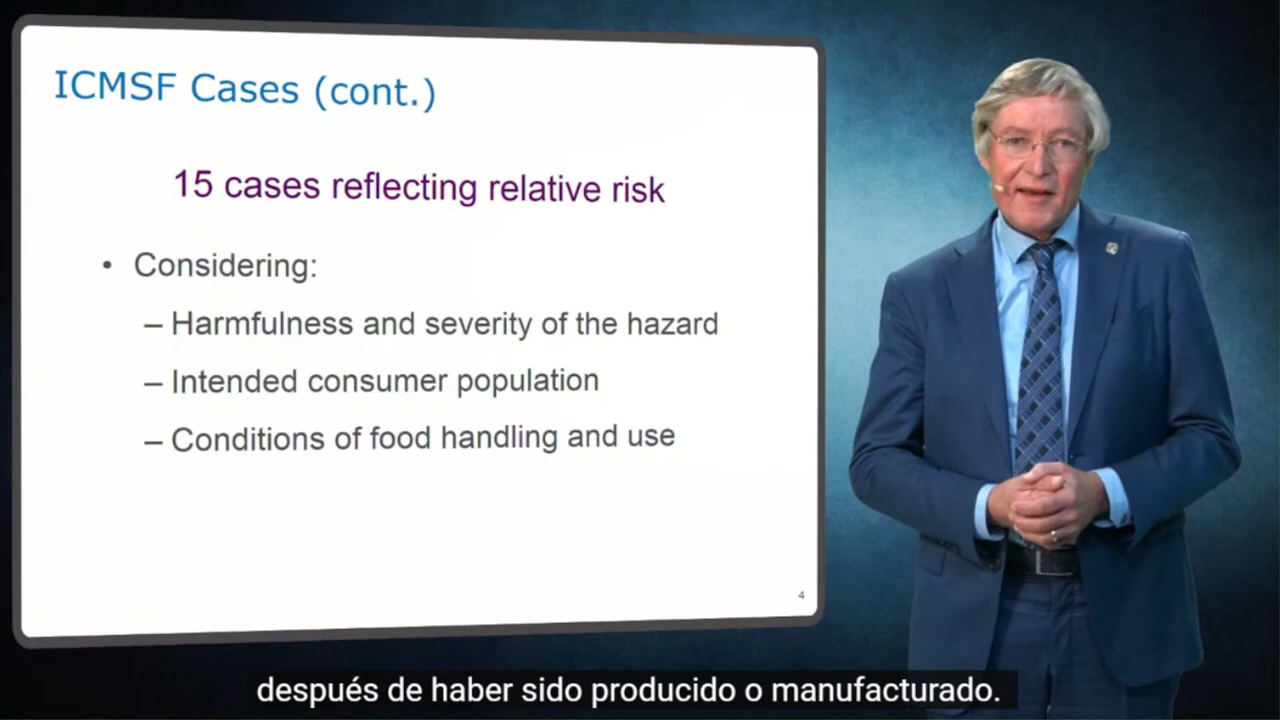 ICMSF Cases (cont.)
15 cases reflecting relative risk
• Considering:
– Harmfulness and severity of the hazard
– Intended consumer population
– Conditions of food handling and use
4
después de haber sido producido o manufacturado.